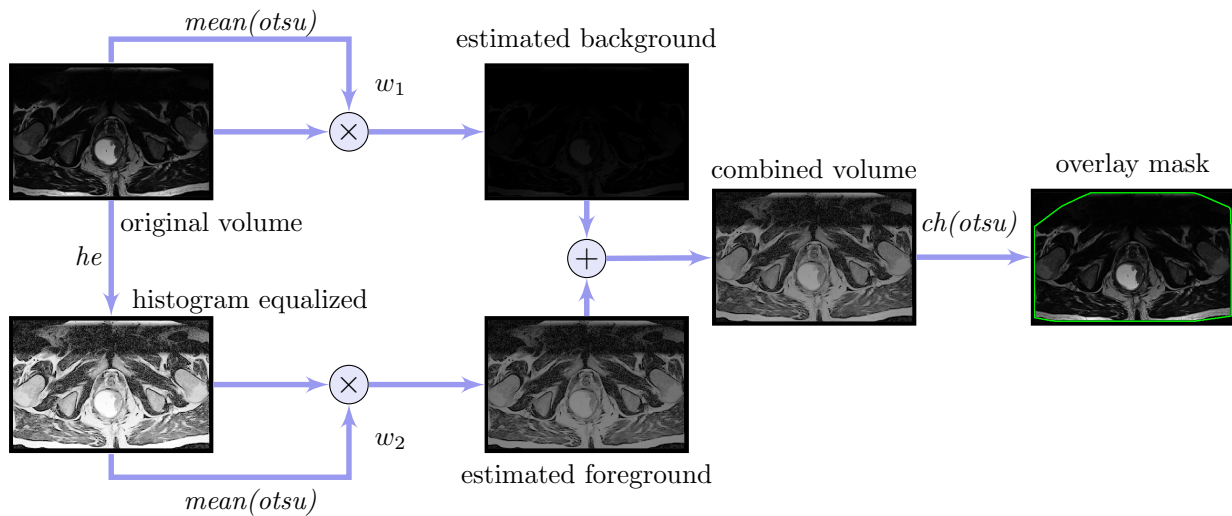 mean(otsu)
estimated background
w1
×
combined volume
overlay mask
original volume
ch(otsu)
he
+
histogram equalized
×
w2
estimated foreground
mean(otsu)